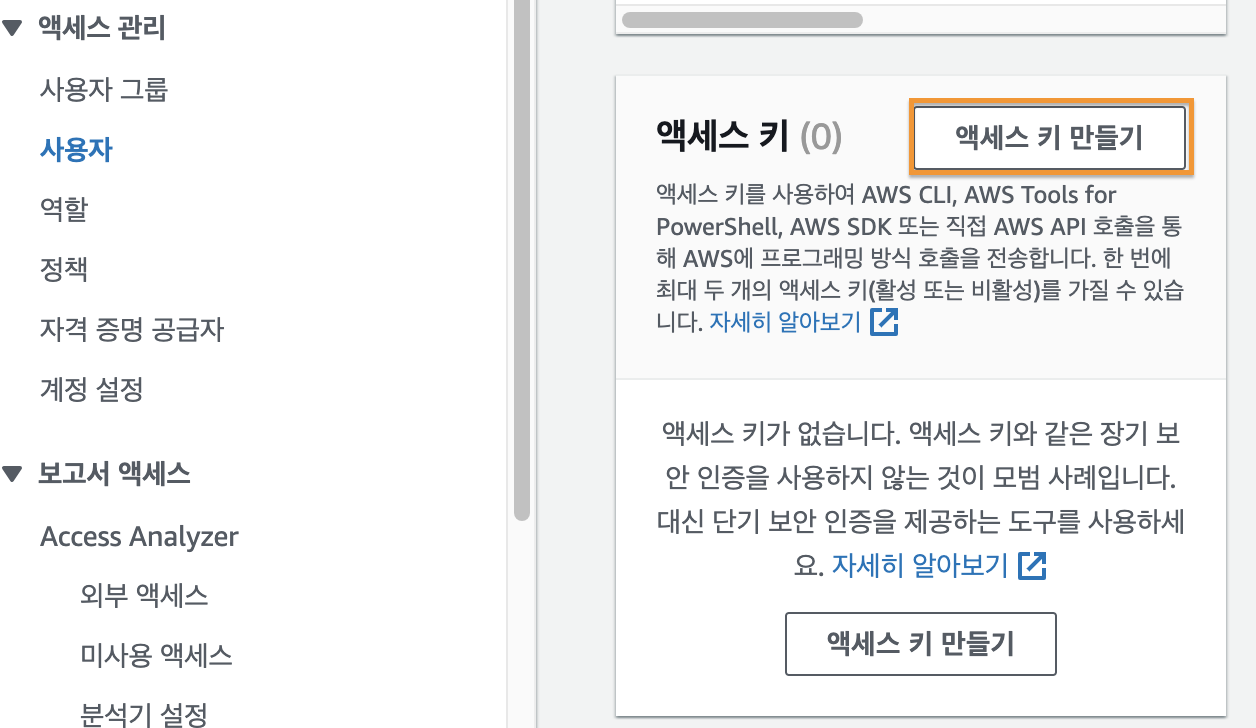 액세스 관리
사용자 그룹
사용자
역할
정책
자격 증명 공급자
계정 설정
보고서 액세스
Access Analyzer
외부 액세스
미사용 액세스
분석기 설정
액세스 키 (0)
액세스 키 만들기
액세스 키를 사용하여 AWS CLI, AWS Tools for
PowerShell, AWS SDK 또는 직접 AWS API 호출을 통
해 AWS에 프로그래밍 방식 호출을 전송합니다. 한 번에
최대 두 개의 액세스 키(활성 또는 비활성)를 가질 수 있습
니다. 자세히 알아보기
액세스 키가 없습니다. 액세스 키와 같은 장기 보
안 인증을 사용하지 않는 것이 모범 사례입니다.
대신 단기 보안 인증을 제공하는 도구를 사용하세
요. 자세히 알아보기
액세스 키 만들기